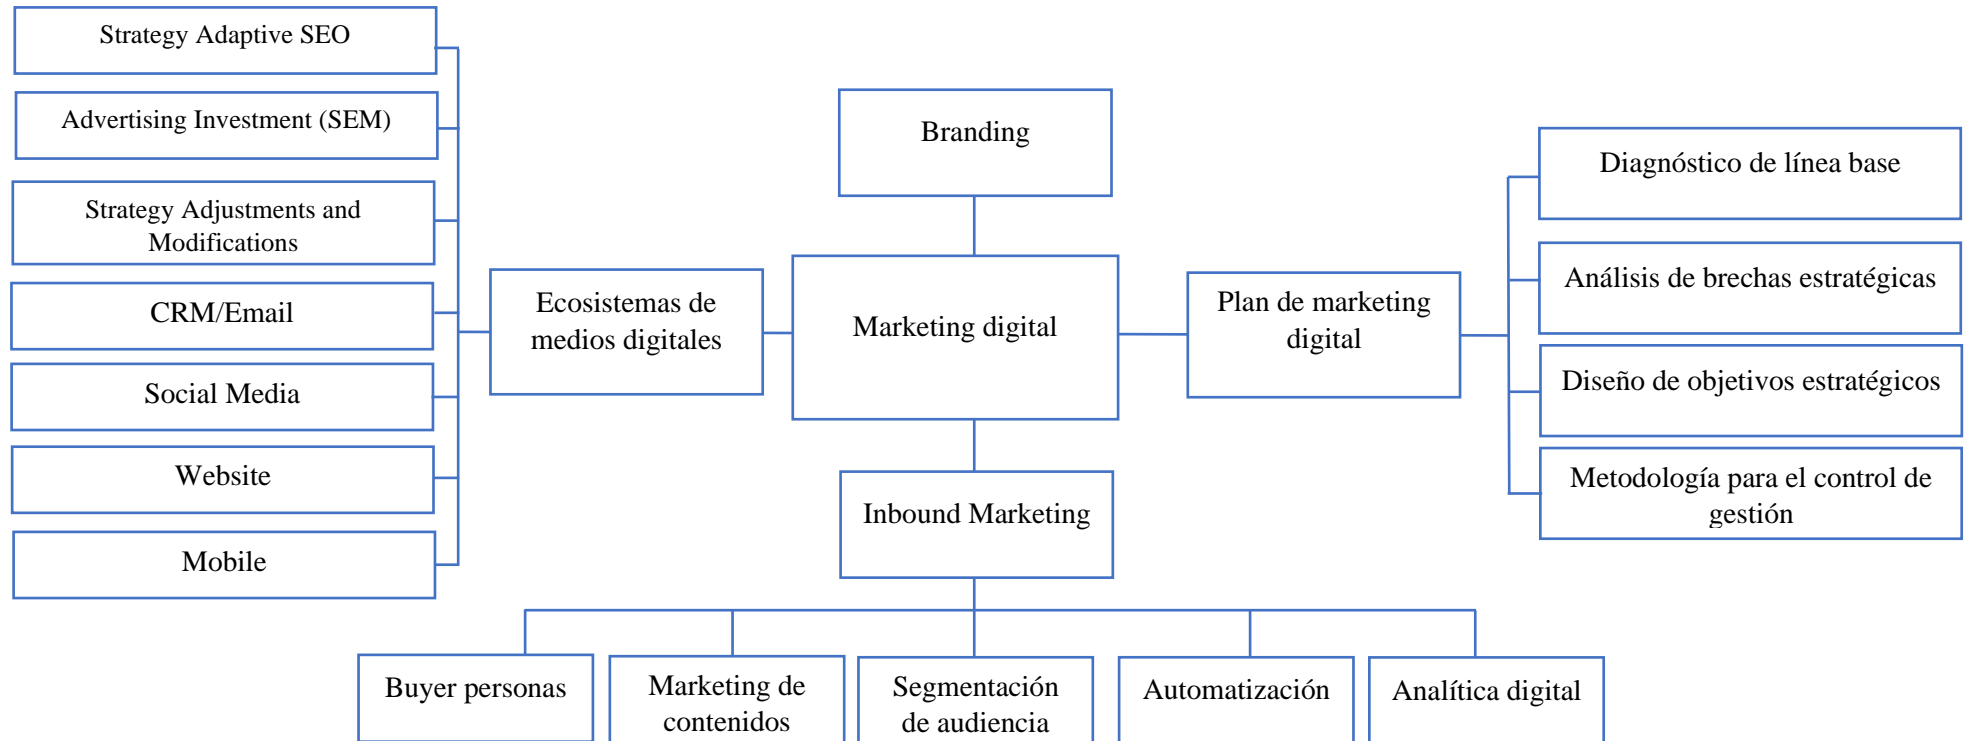 Strategy Adaptive SEO
Advertising Investment (SEM)
Strategy Adjustments and
Modifications
CRM/Email
Social Media
Website
Mobile
Ecosistemas de
medios digitales
Branding
Marketing digital
Inbound Marketing
Plan de marketing
digital
Diagnóstico de línea base
Análisis de brechas estratégicas
Diseño de objetivos estratégicos
Metodología para el control de
gestión
Buyer personas
Marketing de
contenidos
Segmentación
de audiencia
Automatización
Analítica digital